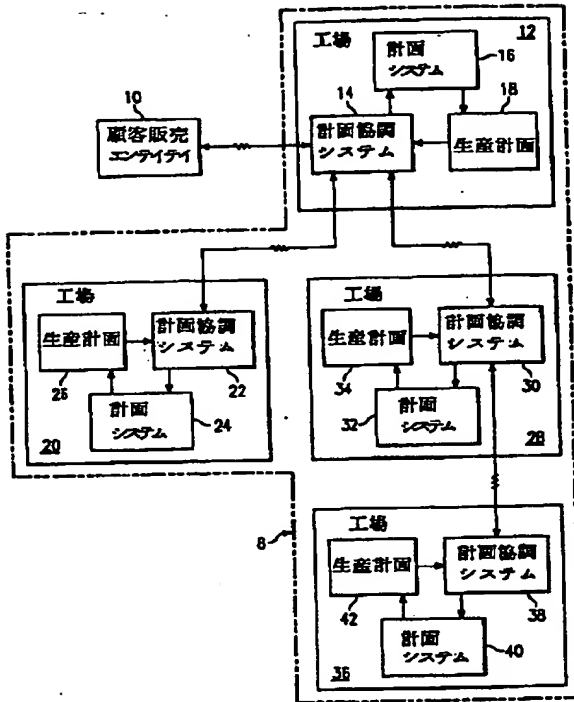 工場
12
計画
システム
16
10
14
18
顧客販売
エンティティ
計画協調
システム
生産計画
工場
生産計画
計画協調
システム
26
22
計画
システム
24
20
工場
生産計画
計画協調
システム
34
30
計画
システム
32
28
8
工場
生産計画
計画協調
システム
42
38
計画
システム
40
36